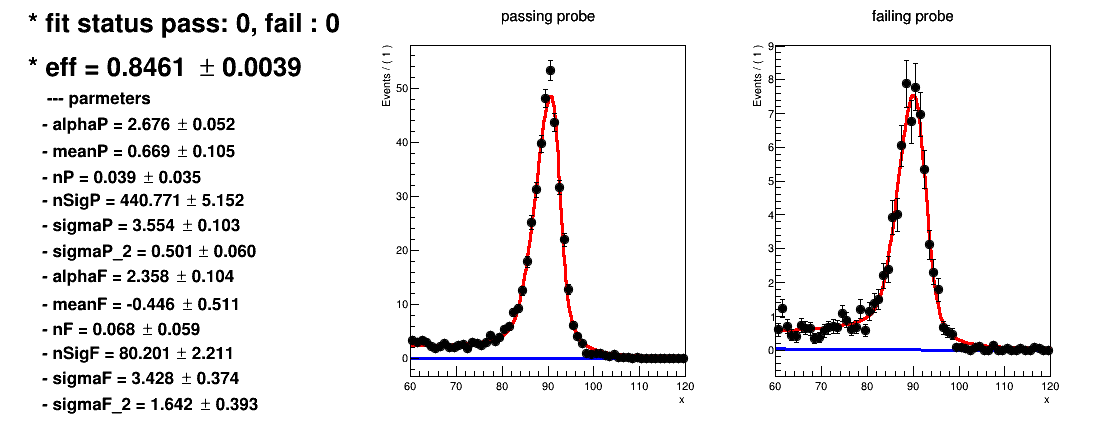 * fit status pass: 0, fail : 0
* eff = 0.8461 ± 0.0039
--- parmeters
- alphaP = 2.676 ± 0.052
- meanP = 0.669 ± 0.105
- nP = 0.039 ± 0.035
- nSigP = 440.771 ± 5.152
- sigmaP = 3.554 ± 0.103
- sigmaP_2 = 0.501 ± 0.060
- alphaF = 2.358 ± 0.104
- meanF = -0.446 ± 0.511
- nF = 0.068 ± 0.059
- nSigF = 80.201 ± 2.211
- sigmaF = 3.428 ± 0.374
- sigmaF_2 = 1.642 ± 0.393
passing probe
Events / ( 1 )
50
40
30
20
10
0
60 70 80 90 100 110 120
x
failing probe
Events / ( 1 )
9
8
7
6
5
4
3
2
1
0
60 70 80 90 100 110 120
x